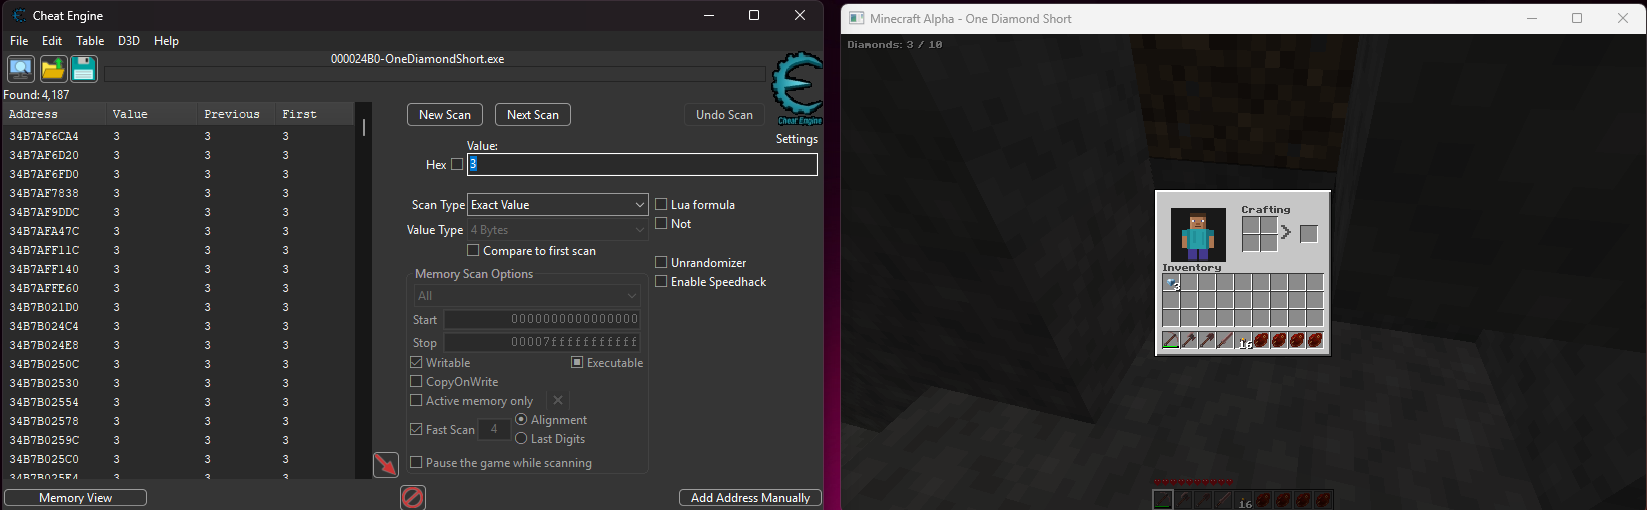 Cheat Engine
File Edit Table D3D Help
000024B0-OneDiamondShort.exe
Found: 4,187
Address Value Previous First
34B7AF6CA4 3 3 3
34B7AF6D20 3 3 3
34B7AF6FD0 3 3 3
34B7AF7838 3 3 3
34B7AF9DDC 3 3 3
34B7AFA47C 3 3 3
34B7AFF11C 3 3 3
34B7AFF140 3 3 3
34B7AFFE60 3 3 3
34B7B021D0 3 3 3
34B7B024C4 3 3 3
34B7B024E8 3 3 3
34B7B0250C 3 3 3
34B7B02530 3 3 3
34B7B02554 3 3 3
34B7B02578 3 3 3
34B7B0259C 3 3 3
34B7B025C0 3 3 3
34B7B025E4 3 3 3
Memory View
New Scan Next Scan Undo Scan
Cheat Engine
Settings
Value:
Hex 3
Scan Type Exact Value
Lua formula
Not
Value Type 4 Bytes
Compare to first scan
Unrandomizer
Enable Speedhack
Memory Scan Options
All
Start 0000000000000000
Stop 00007fffffffffff
Writable Executable
CopyOnWrite
Active memory only
Fast Scan 4 Alignment
Last Digits
Pause the game while scanning
Add Address Manually
Minecraft Alpha - One Diamond Short
Diamonds: 3 / 10
Crafting
Inventory
3
16
16